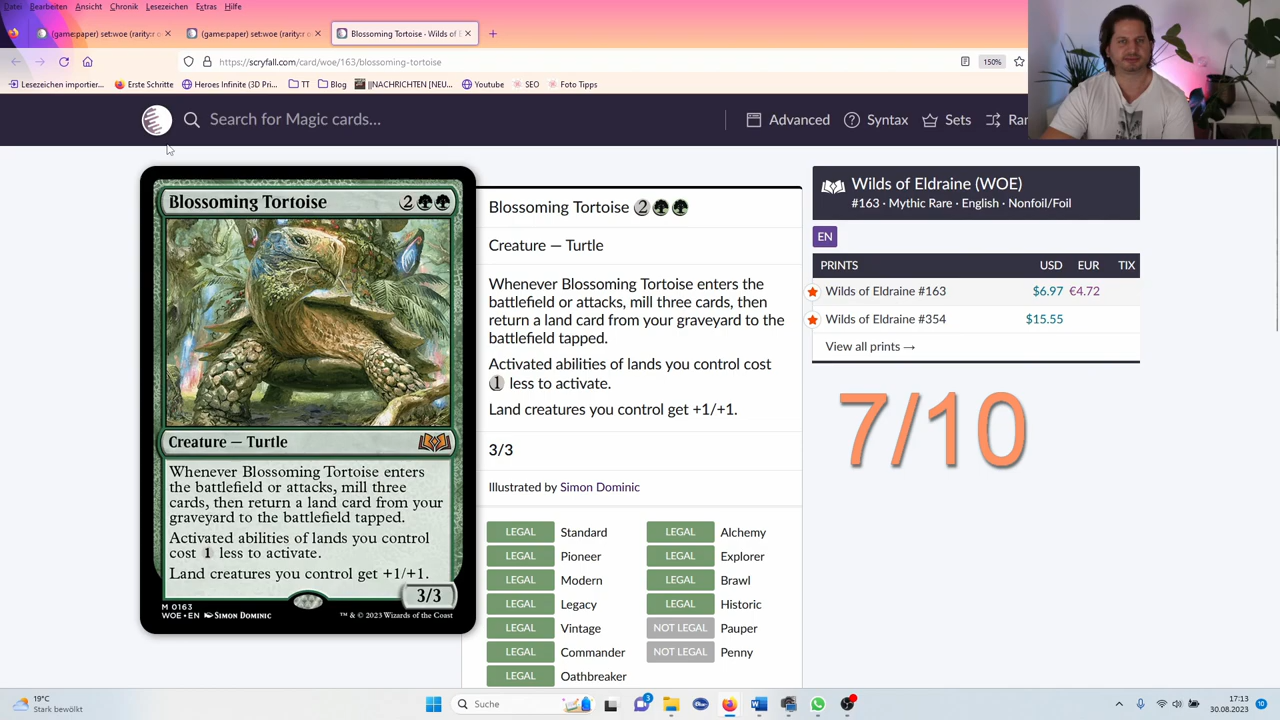 Datei Bearbeiten Ansicht Chronik Lesezeichen Extras Hilfe
(game:paper) set:woe (rarity:r o
(game:paper) set:woe (rarity:r o
Blossoming Tortoise - Wilds of E
https://scryfall.com/card/woe/163/blossoming-tortoise
150%
Lesezeichen importier...
Erste Schritte
Heroes Infinite (3D Pri...
TT
Blog
||NACHRICHTEN [NEU...
Youtube
SEO
Foto Tipps
Search for Magic cards...
Advanced
Syntax
Sets
Ran
Blossoming Tortoise 2
Creature — Turtle
Whenever Blossoming Tortoise enters
the battlefield or attacks, mill three
cards, then return a land card from your
graveyard to the battlefield tapped.
Activated abilities of lands you control
cost 1 less to activate.
Land creatures you control get +1/+1.
3/3
M 0163
WOE • EN SIMON DOMINIC
™ & © 2023 Wizards of the Coast
Blossoming Tortoise 2
Creature — Turtle
Whenever Blossoming Tortoise enters the
battlefield or attacks, mill three cards, then
return a land card from your graveyard to the
battlefield tapped.
Activated abilities of lands you control cost
1 less to activate.
Land creatures you control get +1/+1.
3/3
Illustrated by Simon Dominic
LEGAL Standard LEGAL Alchemy
LEGAL Pioneer LEGAL Explorer
LEGAL Modern LEGAL Brawl
LEGAL Legacy LEGAL Historic
LEGAL Vintage NOT LEGAL Pauper
LEGAL Commander NOT LEGAL Penny
LEGAL Oathbreaker
Wilds of Eldraine (WOE)
#163 · Mythic Rare · English · Nonfoil/Foil
EN
PRINTS USD EUR TIX
Wilds of Eldraine #163 $6.97 €4.72
Wilds of Eldraine #354 $15.55
View all prints →
7/10
19°C
Stark bewölkt
Suche
3
17:13
30.08.2023
10